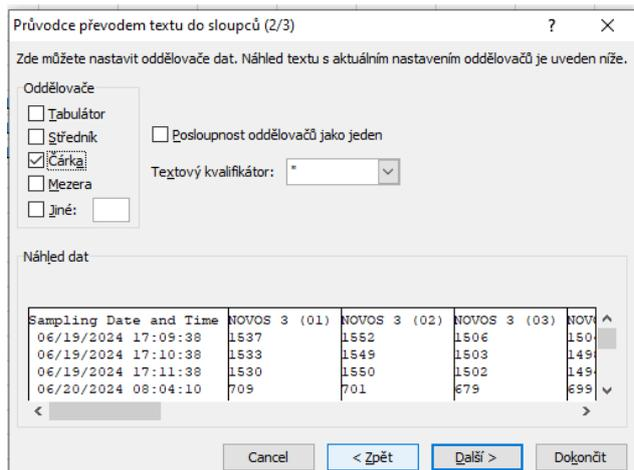 Průvodce převodem textu do sloupců (2/3) ? ×
Zde můžete nastavit oddělovače dat. Náhled textu s aktuálním nastavením oddělovačů je uveden níže.
Oddělovače
Tabulátor
Středník
Čárka
Mezera
Jiné:
Posloupnost oddělovačů jako jeden
Textový kvalifikátor: "
Náhled dat
Sampling Date and Time NOVOS 3 (01) NOVOS 3 (02) NOVOS 3 (03)
06/19/2024 17:09:38 1537 1552 1506
06/19/2024 17:10:38 1533 1549 1503
06/19/2024 17:11:38 1530 1550 1502
06/20/2024 08:04:10 709 701 679 699
Cancel < Zpět Další > Dokončit